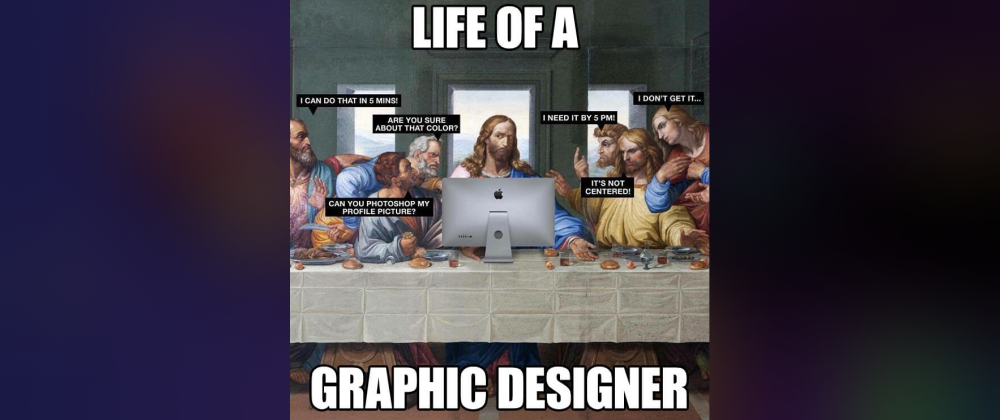 LIFE OF A
I CAN DO THAT IN 5 MINS!
ARE YOU SURE
ABOUT THAT COLOR?
I NEED IT BY 5 PM!
I DON'T GET IT...
CAN YOU PHOTOSHOP MY
PROFILE PICTURE?
IT'S NOT
CENTERED!
GRAPHIC DESIGNER